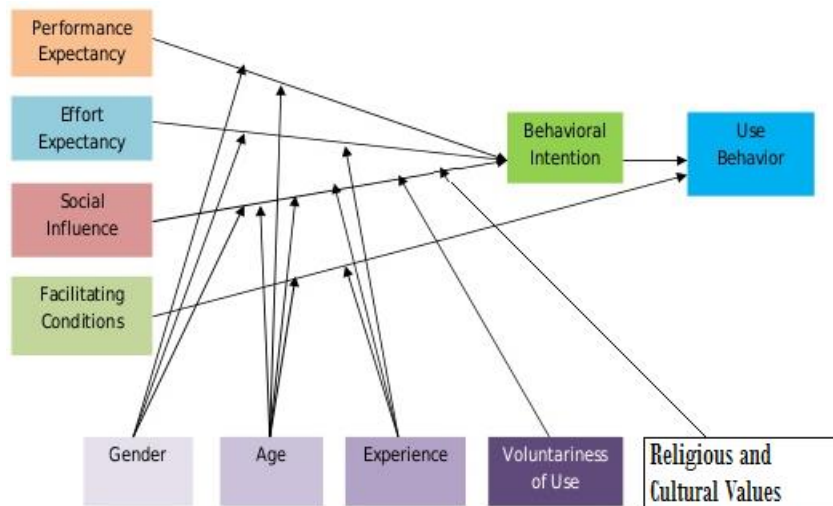 Performance
Expectancy
Effort
Expectancy
Social
Influence
Facilitating
Conditions
Behavioral
Intention
Use
Behavior
Gender
Age
Experience
Voluntariness
of Use
Religious and
Cultural Values